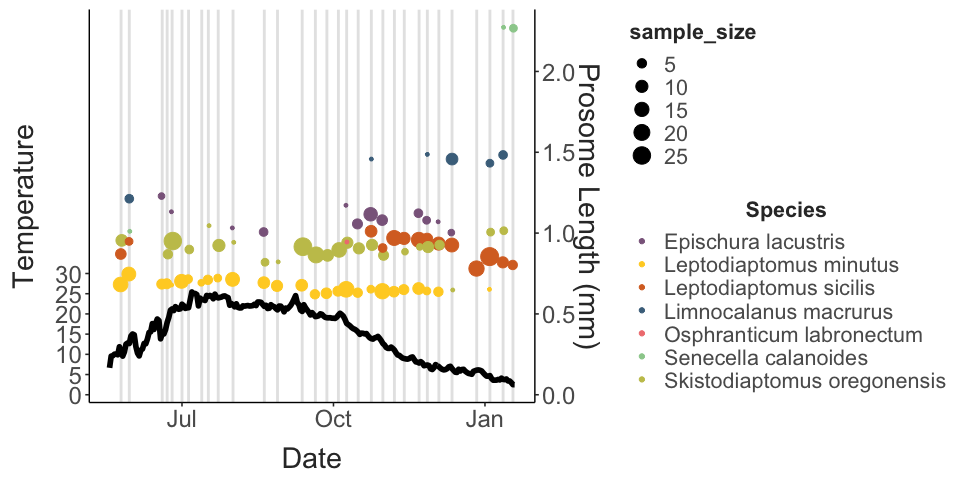 Temperature
30
25
20
15
10
5
0
Jul
Oct
Jan
Date
2.0
1.5
1.0
0.5
0.0
Prosome Length (mm)
sample_size
5
10
15
20
25
Species
Epischura lacustris
Leptodiaptomus minutus
Leptodiaptomus sicilis
Limnocalanus macrurus
Osphranticum labronectum
Senecella calanoides
Skistodiaptomus oregonensis